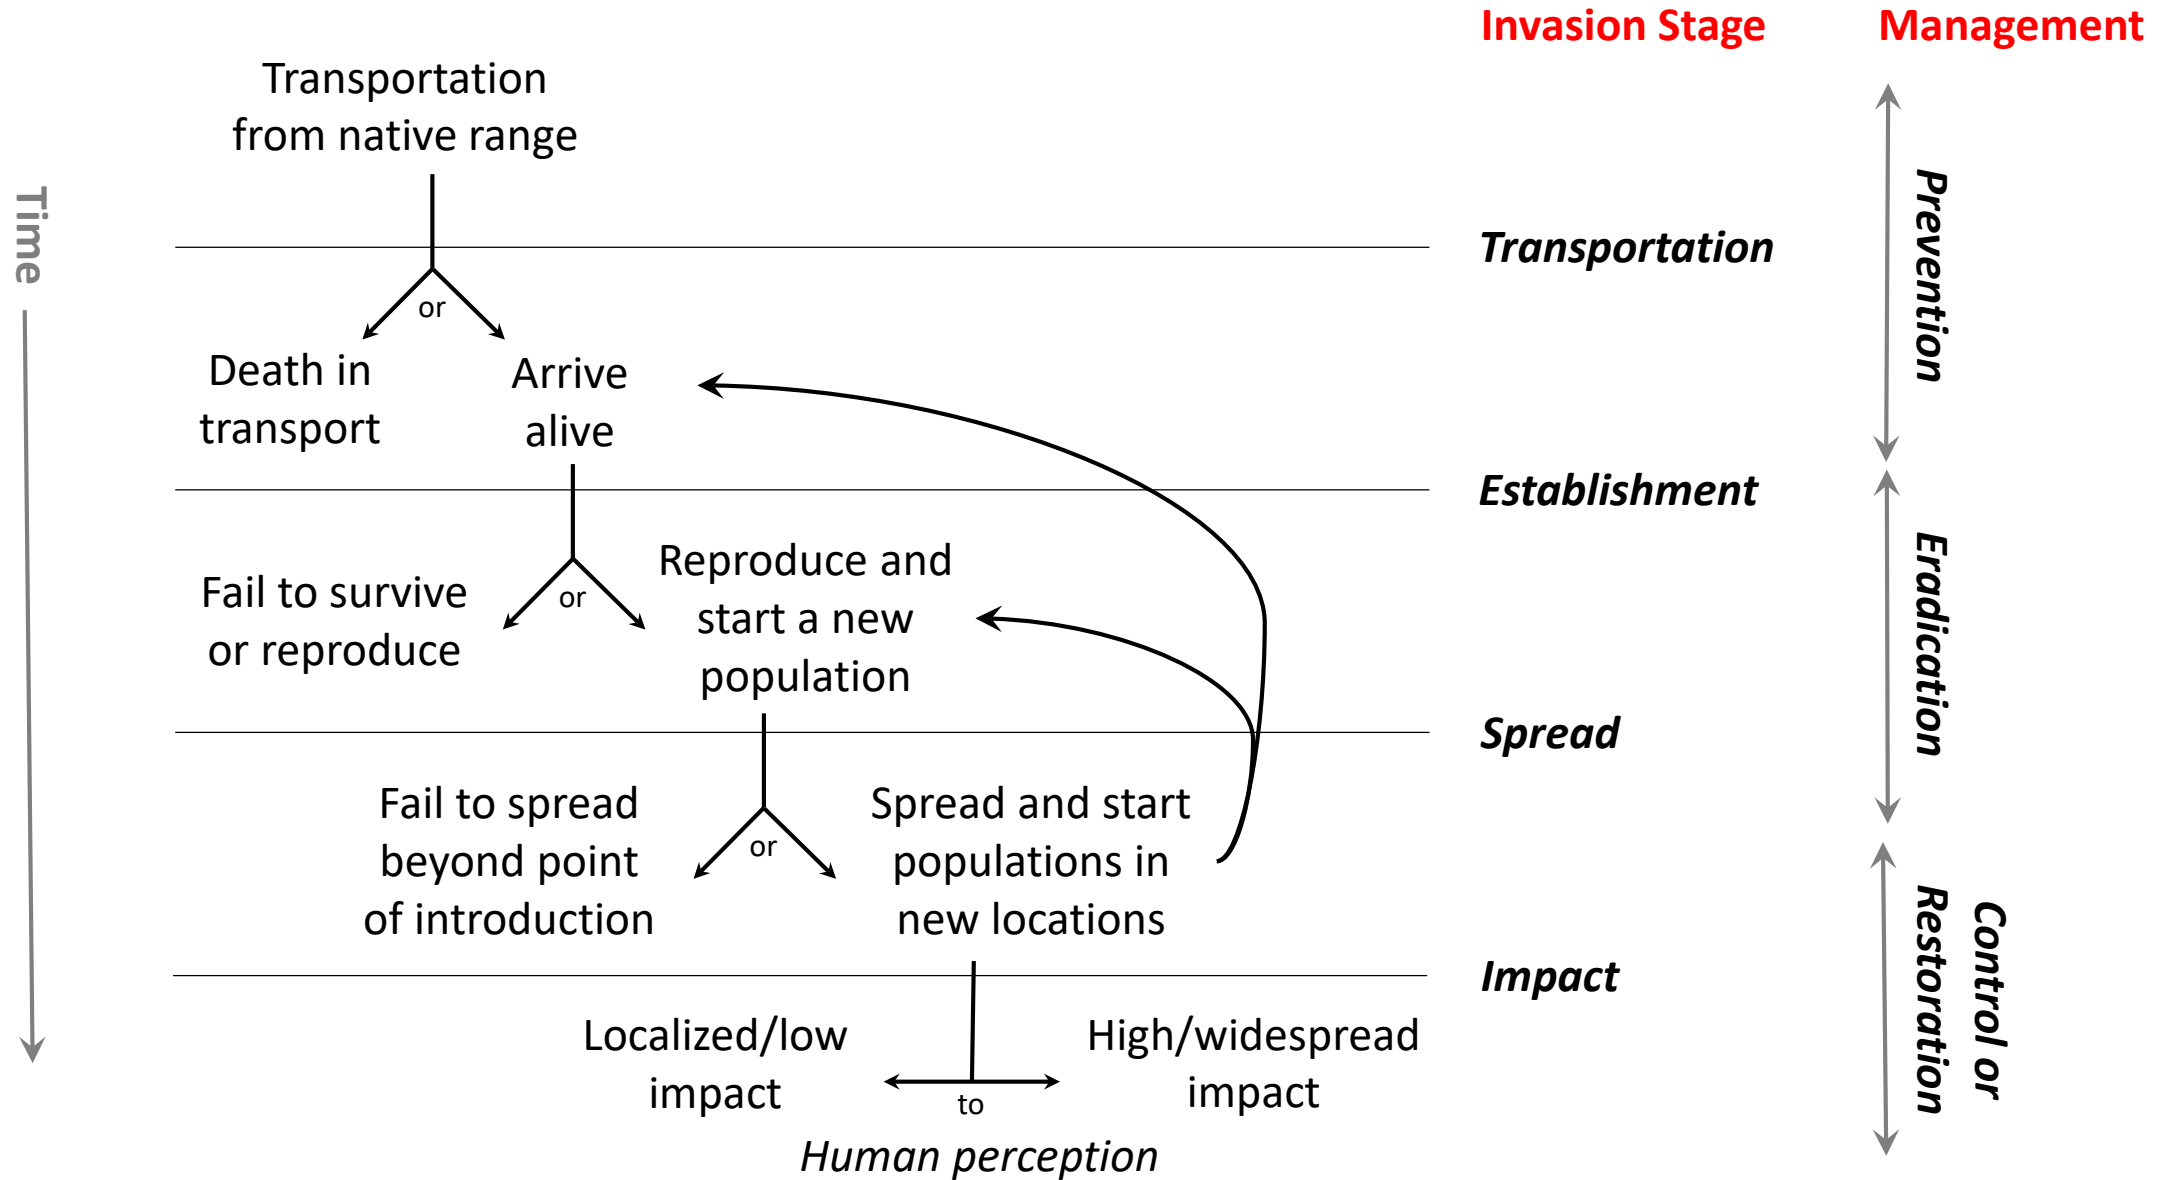 Invasion Stage
Management
Transportation
from native range
Time
Transportation
Prevention
or
Death in
transport
Arrive
alive
Establishment
Eradication
Fail to survive
or reproduce
or
Reproduce and
start a new
population
Spread
Fail to spread
beyond point
of introduction
or
Spread and start
populations in
new locations
Control or
Restoration
Impact
Localized/low
impact
to
High/widespread
impact
Human perception